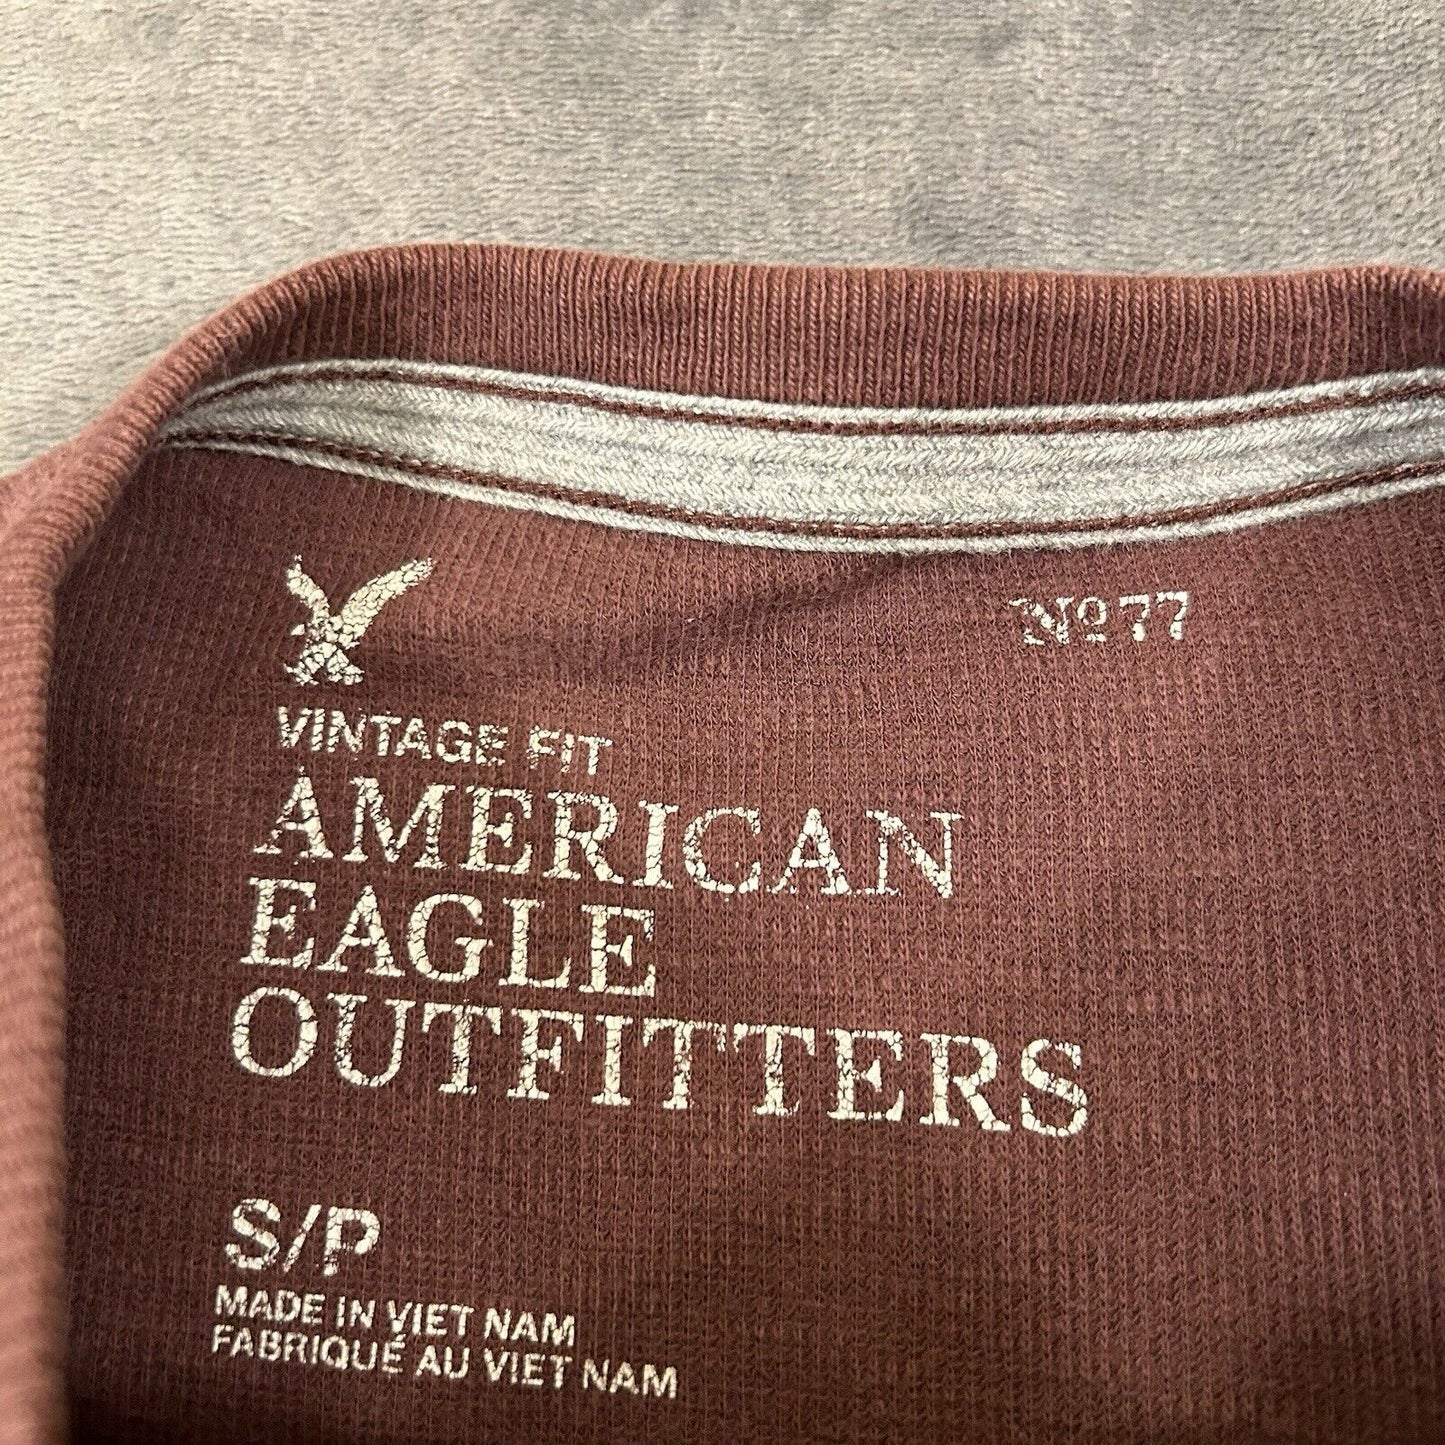 Nº77
VINTAGE FIT
AMERICAN
EAGLE
OUTFITTERS
S/P
MADE IN VIET NAM
FABRIQUÉ AU VIET NAM